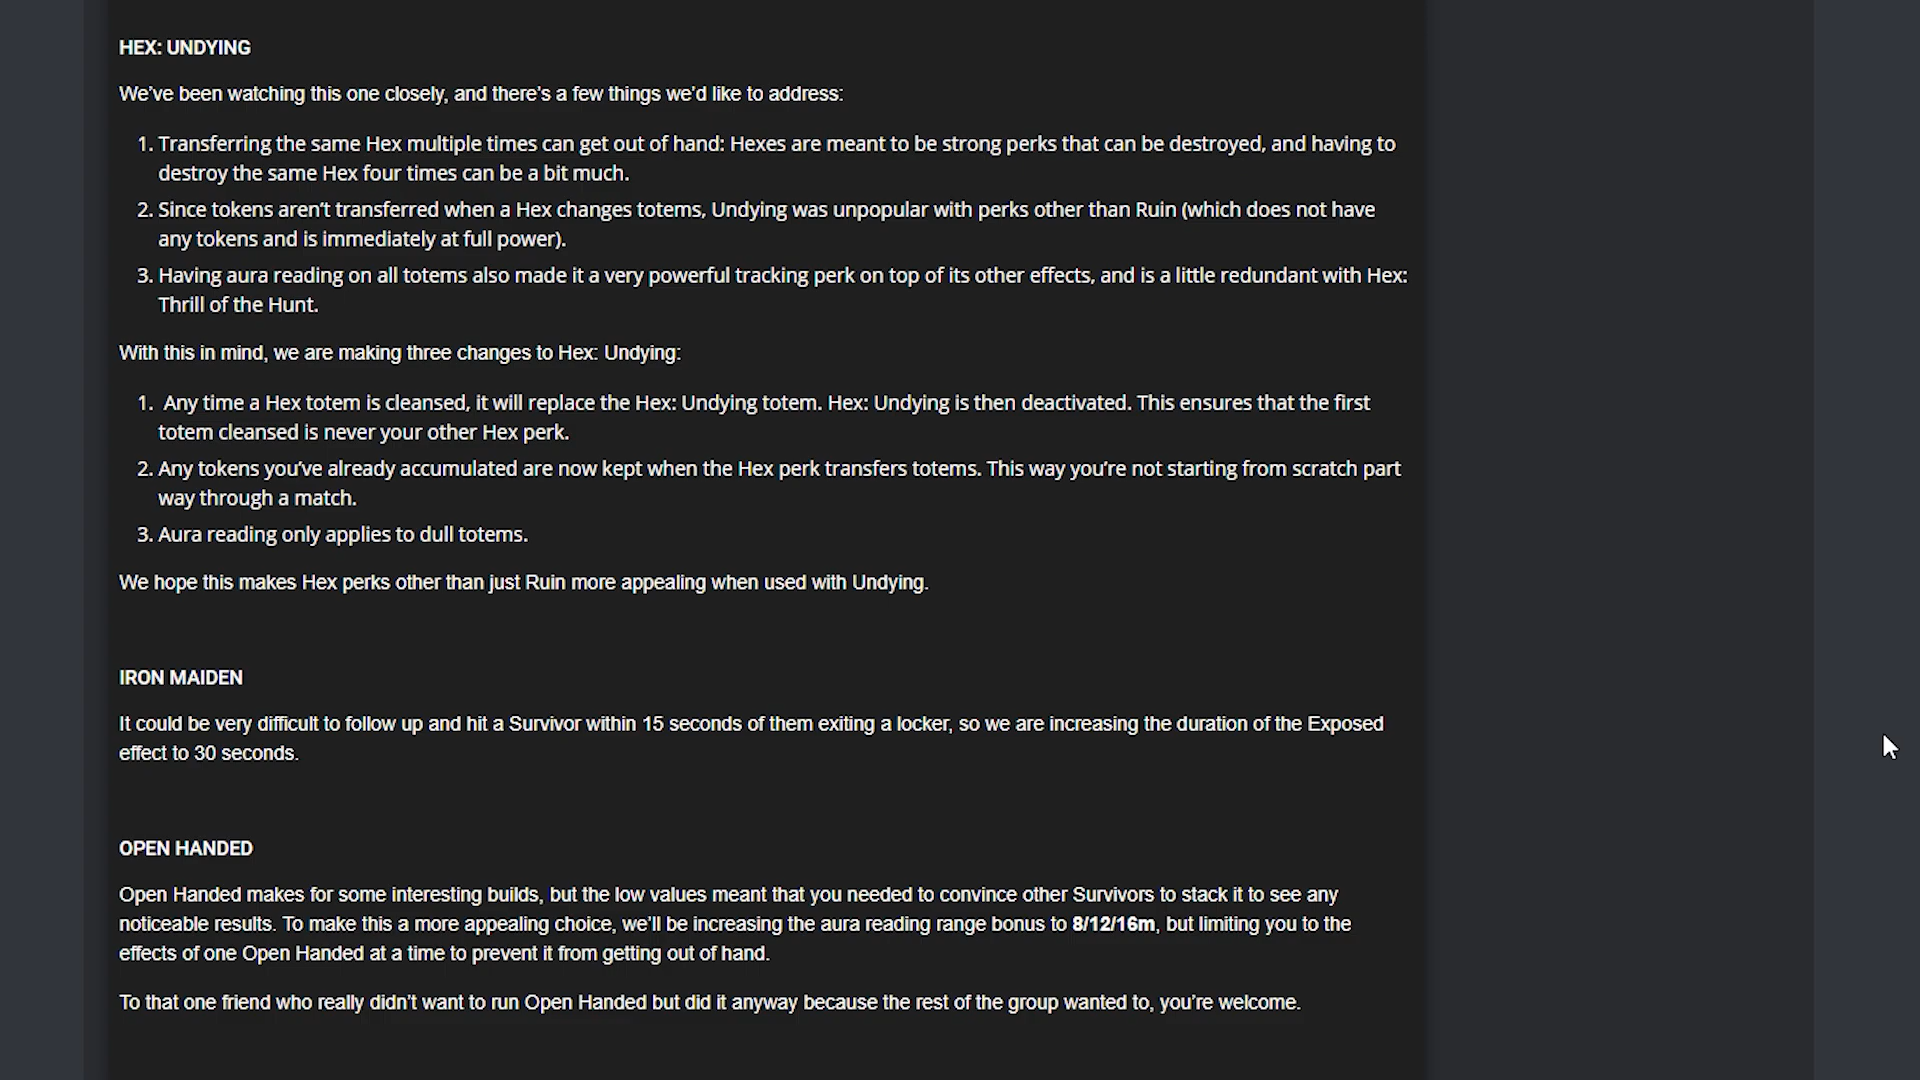 HEX: UNDYING
We’ve been watching this one closely, and there’s a few things we’d like to address:
1. Transferring the same Hex multiple times can get out of hand: Hexes are meant to be strong perks that can be destroyed, and having to
destroy the same Hex four times can be a bit much.
2. Since tokens aren’t transferred when a Hex changes totems, Undying was unpopular with perks other than Ruin (which does not have
any tokens and is immediately at full power).
3. Having aura reading on all totems also made it a very powerful tracking perk on top of its other effects, and is a little redundant with Hex:
Thrill of the Hunt.
With this in mind, we are making three changes to Hex: Undying:
1. Any time a Hex totem is cleansed, it will replace the Hex: Undying totem. Hex: Undying is then deactivated. This ensures that the first
totem cleansed is never your other Hex perk.
2. Any tokens you’ve already accumulated are now kept when the Hex perk transfers totems. This way you’re not starting from scratch part
way through a match.
3. Aura reading only applies to dull totems.
We hope this makes Hex perks other than just Ruin more appealing when used with Undying.
IRON MAIDEN
It could be very difficult to follow up and hit a Survivor within 15 seconds of them exiting a locker, so we are increasing the duration of the Exposed
effect to 30 seconds.
OPEN HANDED
Open Handed makes for some interesting builds, but the low values meant that you needed to convince other Survivors to stack it to see any
noticeable results. To make this a more appealing choice, we’ll be increasing the aura reading range bonus to 8/12/16m, but limiting you to the
effects of one Open Handed at a time to prevent it from getting out of hand.
To that one friend who really didn’t want to run Open Handed but did it anyway because the rest of the group wanted to, you’re welcome.